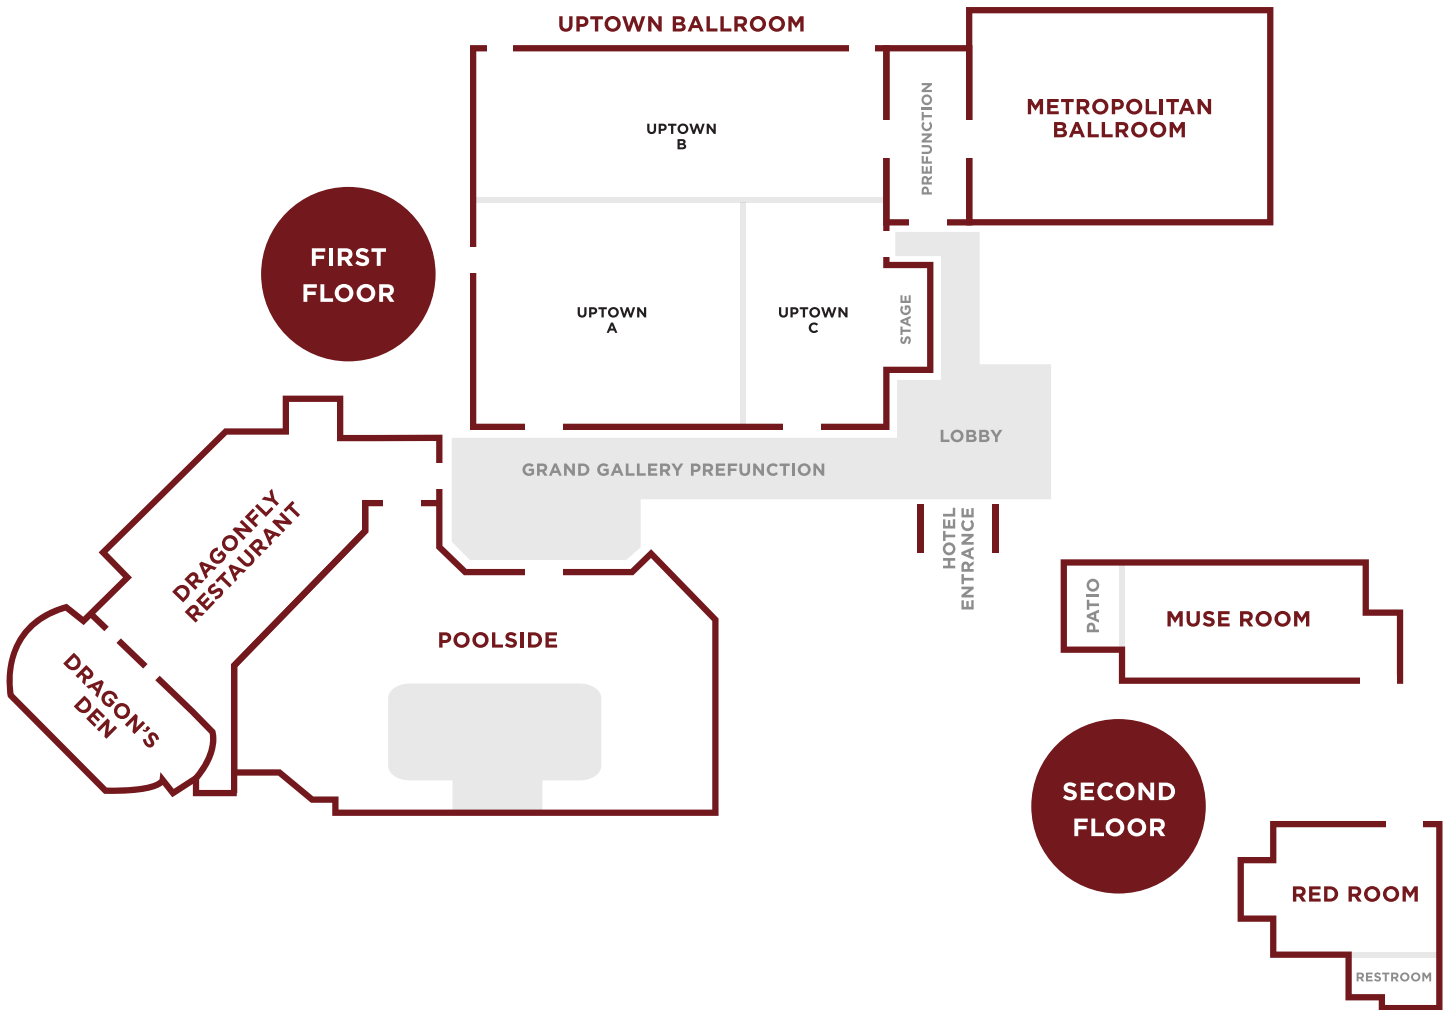 UPTOWN BALLROOM
METROPOLITAN
BALLROOM
UPTOWN
B
PREFUNCTION
FIRST
FLOOR
UPTOWN
A
UPTOWN
C
STAGE
LOBBY
GRAND GALLERY PREFUNCTION
HOTEL
ENTRANCE
DRAGONFLY
RESTAURANT
DRAGON'S
DEN
POOLSIDE
PATIO
MUSE ROOM
SECOND
FLOOR
RED ROOM
RESTROOM